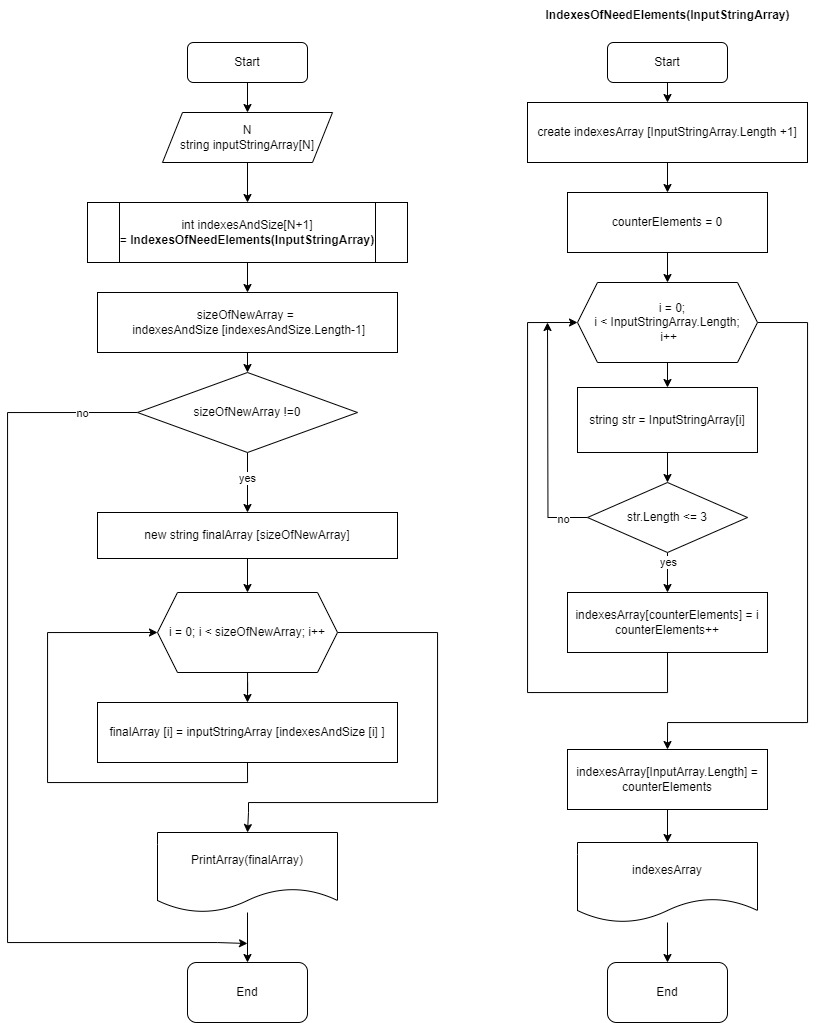 Start
N
string inputStringArray[N]
int indexesAndSize[N+1]
= IndexesOfNeedElements(InputStringArray)
sizeOfNewArray =
indexesAndSize [indexesAndSize.Length-1]
sizeOfNewArray !=0
no
yes
new string finalArray [sizeOfNewArray]
i = 0; i < sizeOfNewArray; i++
finalArray [i] = inputStringArray [indexesAndSize [i] ]
PrintArray(finalArray)
End
IndexesOfNeedElements(InputStringArray)
Start
create indexesArray [InputStringArray.Length +1]
counterElements = 0
i = 0;
i < InputStringArray.Length;
i++
string str = InputStringArray[i]
str.Length <= 3
no
yes
indexesArray[counterElements] = i
counterElements++
indexesArray[InputArray.Length] =
counterElements
indexesArray
End